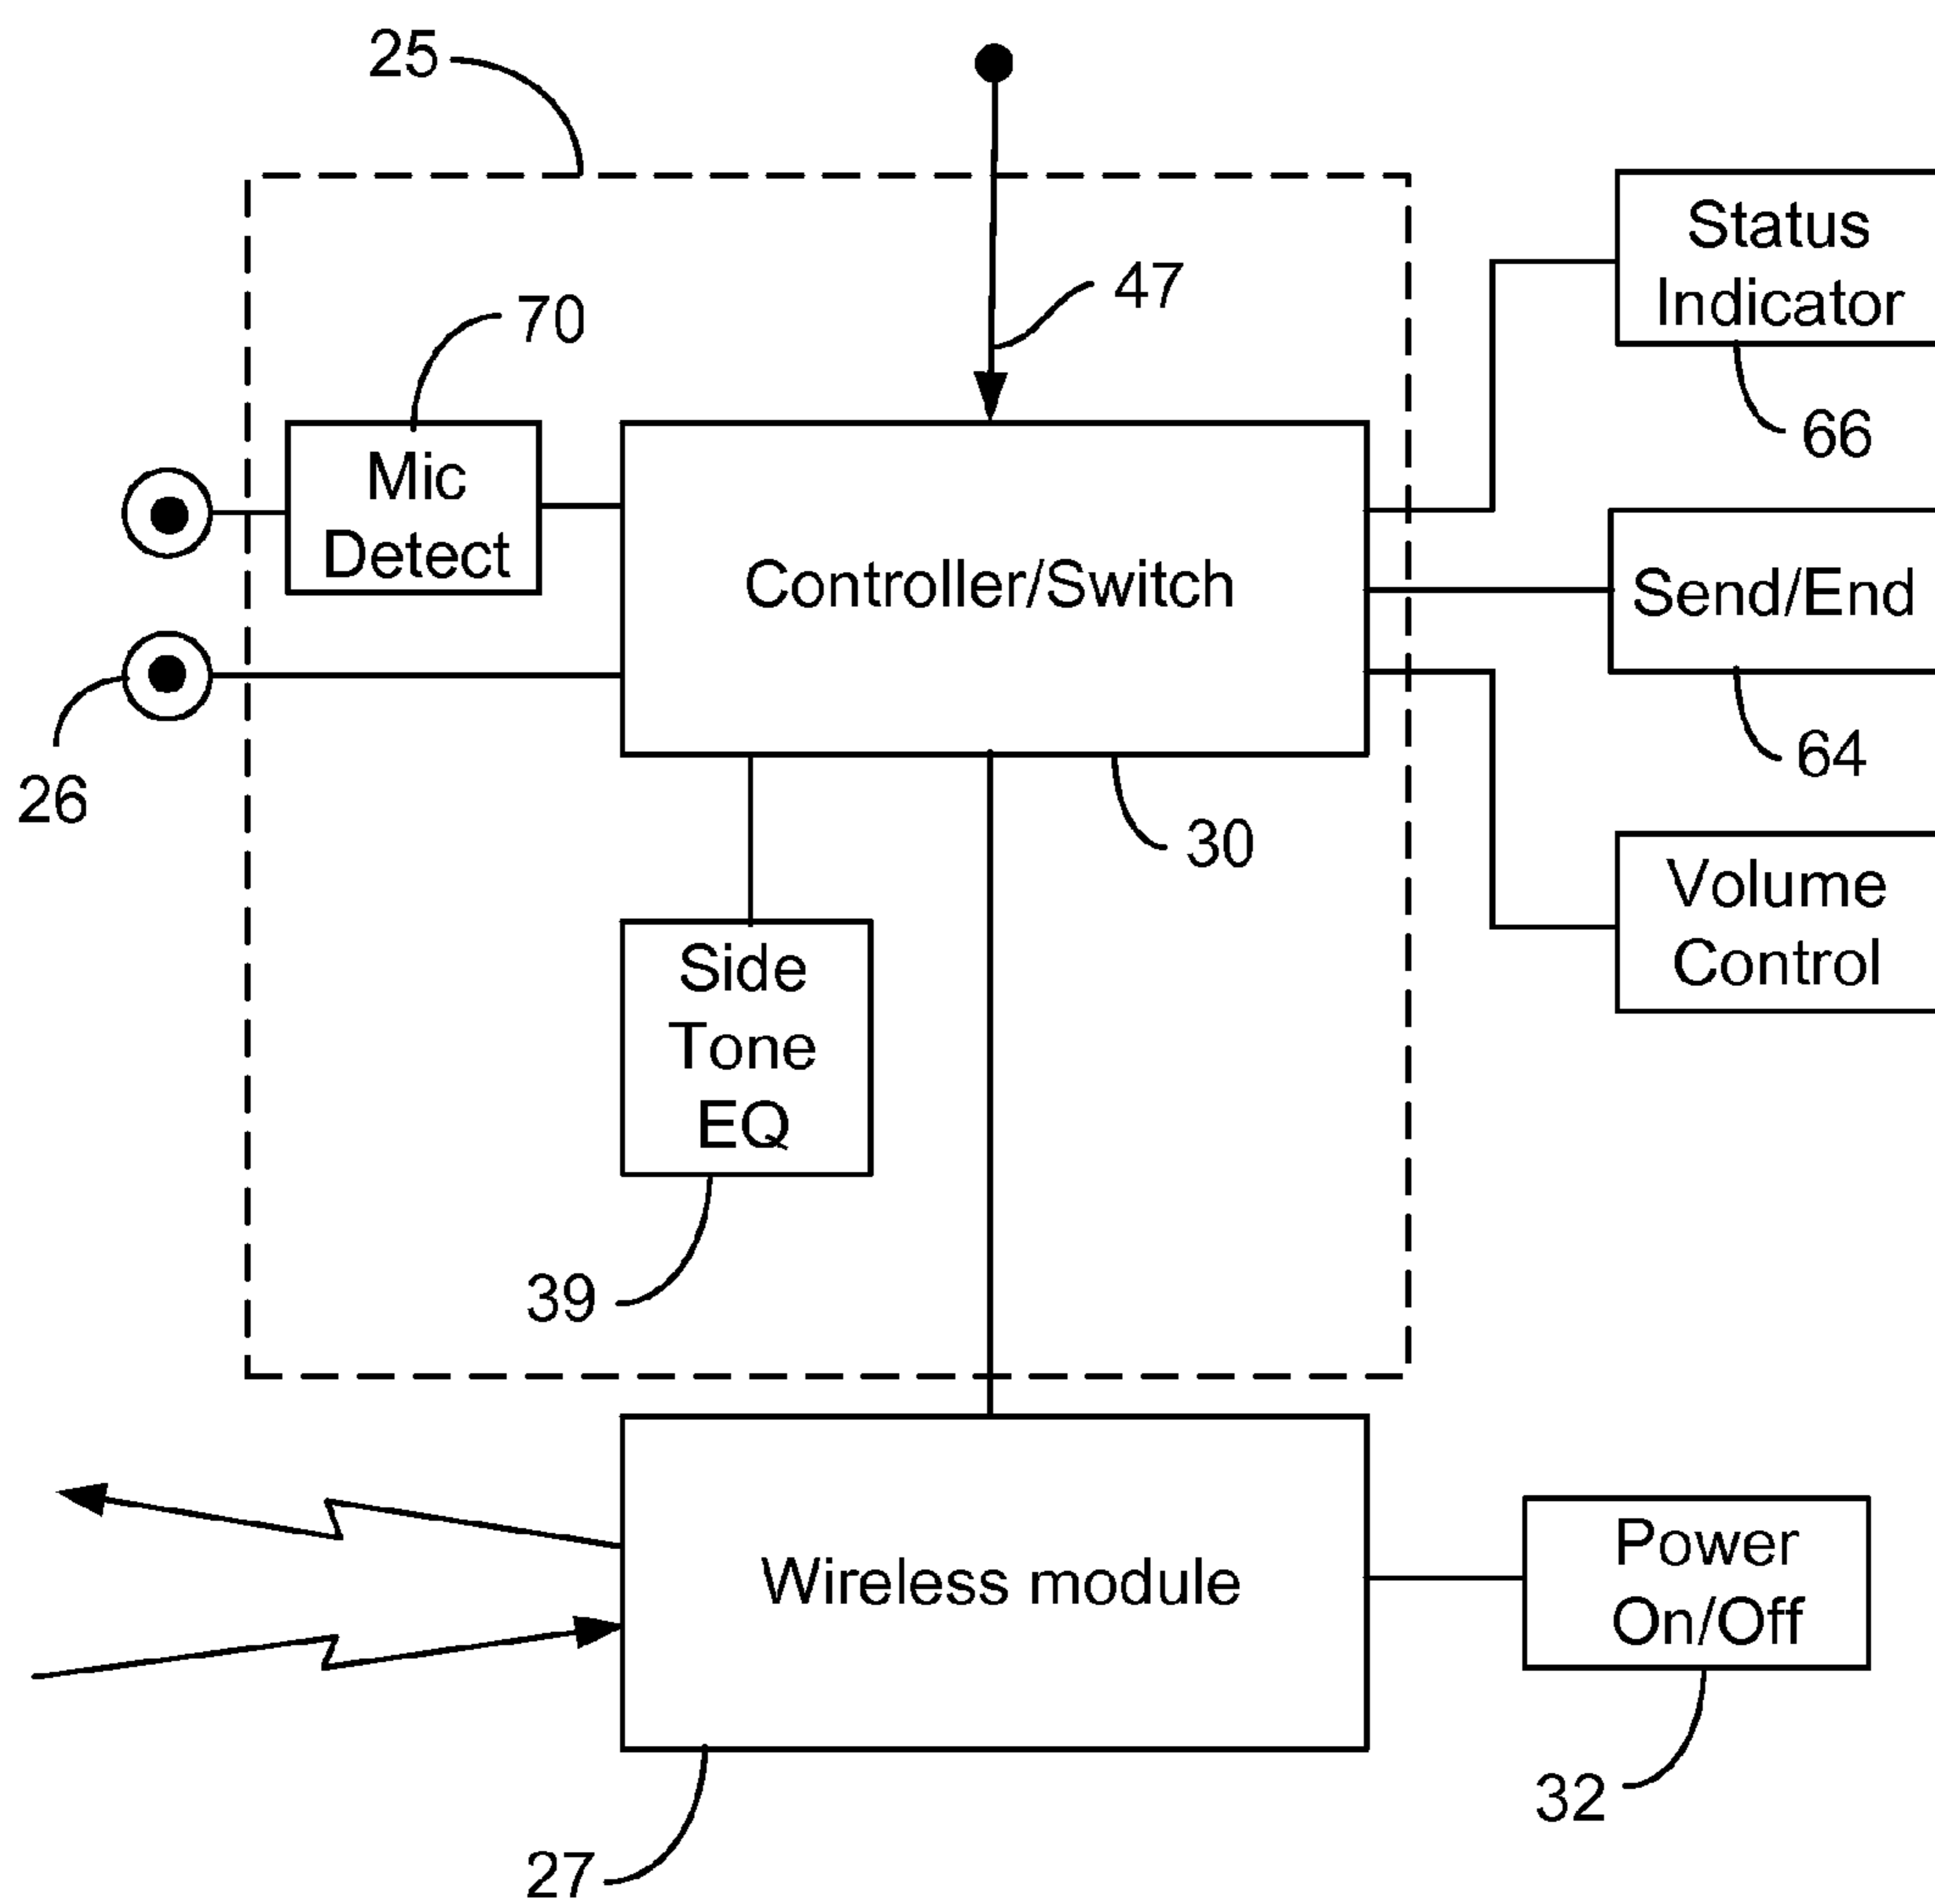 25
Status
Indicator
47
70
66
Mic
Detect
Controller/Switch
Send/End
64
26
30
Volume
Control
Side
Tone
EQ
39
Power
On/Off
Wireless module
32
27